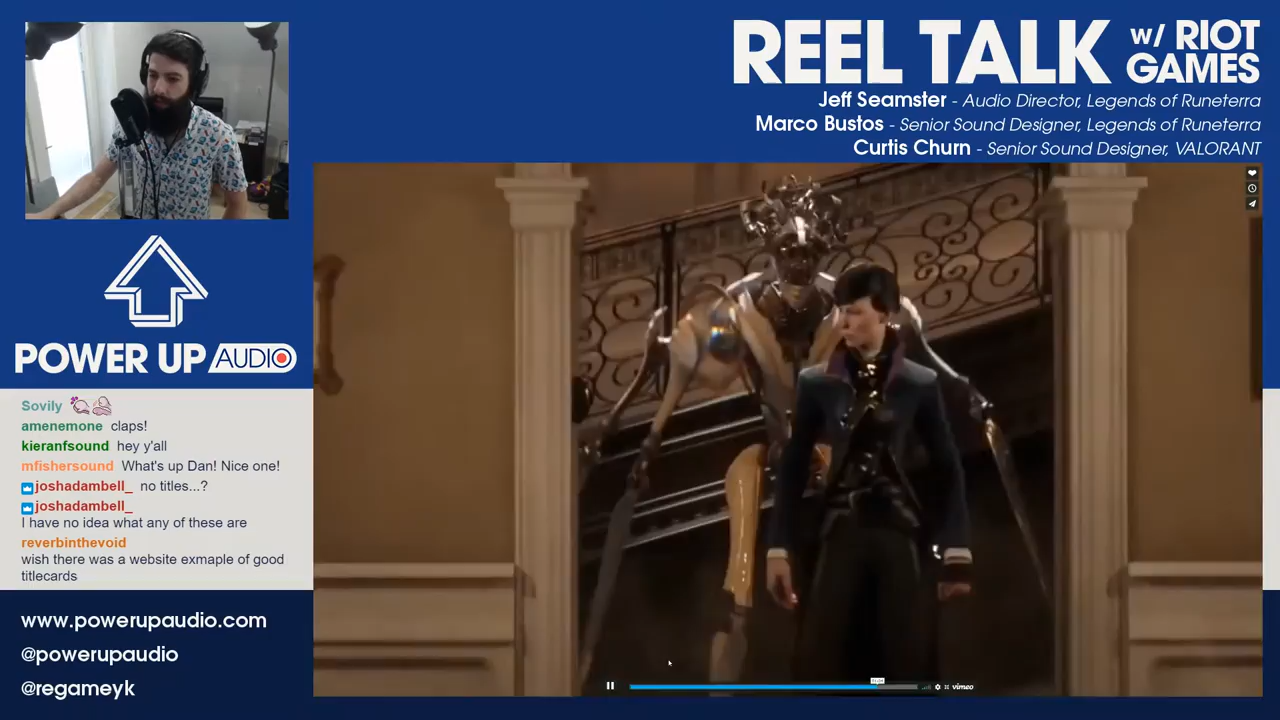 REEL TALK w/ RIOT GAMES
Jeff Seamster - Audio Director, Legends of Runeterra
Marco Bustos - Senior Sound Designer, Legends of Runeterra
Curtis Churn - Senior Sound Designer, VALORANT
POWER UP AUDIO
Sovily
amenemone claps!
kieranfsound hey y'all
mfishersound What's up Dan! Nice one!
joshadambell_ no titles...?
joshadambell_
I have no idea what any of these are
reverbinthevoid
wish there was a website exmaple of good
titlecards
www.powerupaudio.com
@powerupaudio
@regameyk
vimeo